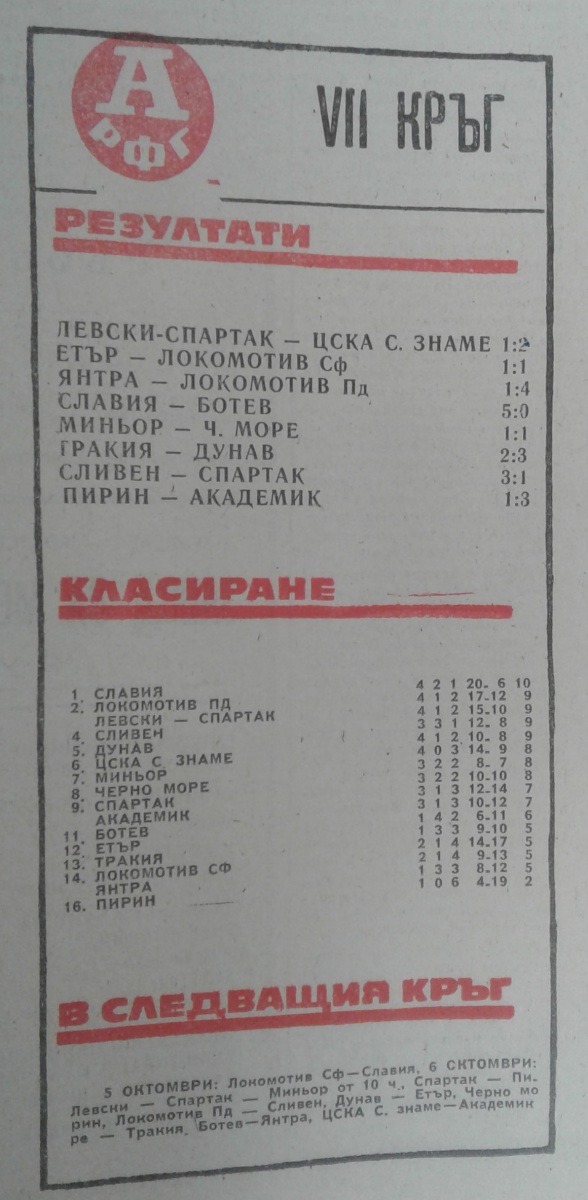 А
РФГ
VII КРЪГ
РЕЗУЛТАТИ
ЛЕВСКИ-СПАРТАК — ЦСКА С. ЗНАМЕ 1:2
ЕТЪР — ЛОКОМОТИВ Сф 1:1
ЯНТРА — ЛОКОМОТИВ Пд 1:4
СЛАВИЯ — БОТЕВ 5:0
МИНЬОР — Ч. МОРЕ 1:1
ГРАКИЯ — ДУНАВ 2:3
СЛИВЕН — СПАРТАК 3:1
ПИРИН — АКАДЕМИК 1:3
КЛАСИРАНЕ
1. СЛАВИЯ 4 2 1 20- 6 10
2. ЛОКОМОТИВ ПД 4 1 2 17-12 9
ЛЕВСКИ — СПАРТАК 4 1 2 15-10 9
4. СЛИВЕН 3 3 1 12- 8 9
5. ДУНАВ 4 1 2 10- 8 9
6. ЦСКА С. ЗНАМЕ 4 0 3 14- 9 8
7. МИНЬОР 3 2 2 8- 7 8
8. ЧЕРНО МОРЕ 3 2 2 10-10 8
9. СПАРТАК 3 1 3 12-14 7
АКАДЕМИК 3 1 3 10-12 7
11. БОТЕВ 1 4 2 6-11 6
12. ЕТЪР 1 3 3 9-10 5
13. ТРАКИЯ 2 1 4 14-17 5
14. ЛОКОМОТИВ СФ 2 1 4 9-13 5
ЯНТРА 1 3 3 8-12 5
16. ПИРИН 1 0 6 4-19 2
В СЛЕДВАЩИЯ КРЪГ
5 ОКТОМВРИ: Локомотив Сф—Славия, 6 ОКТОМВРИ:
Левски — Спартак — Миньор от 10 ч., Спартак — Пи-
рин, Локомотив Пд — Сливен, Дунав — Етър, Черно мо
ре — Тракия, Ботев—Янтра, ЦСКА С. знаме—Академик